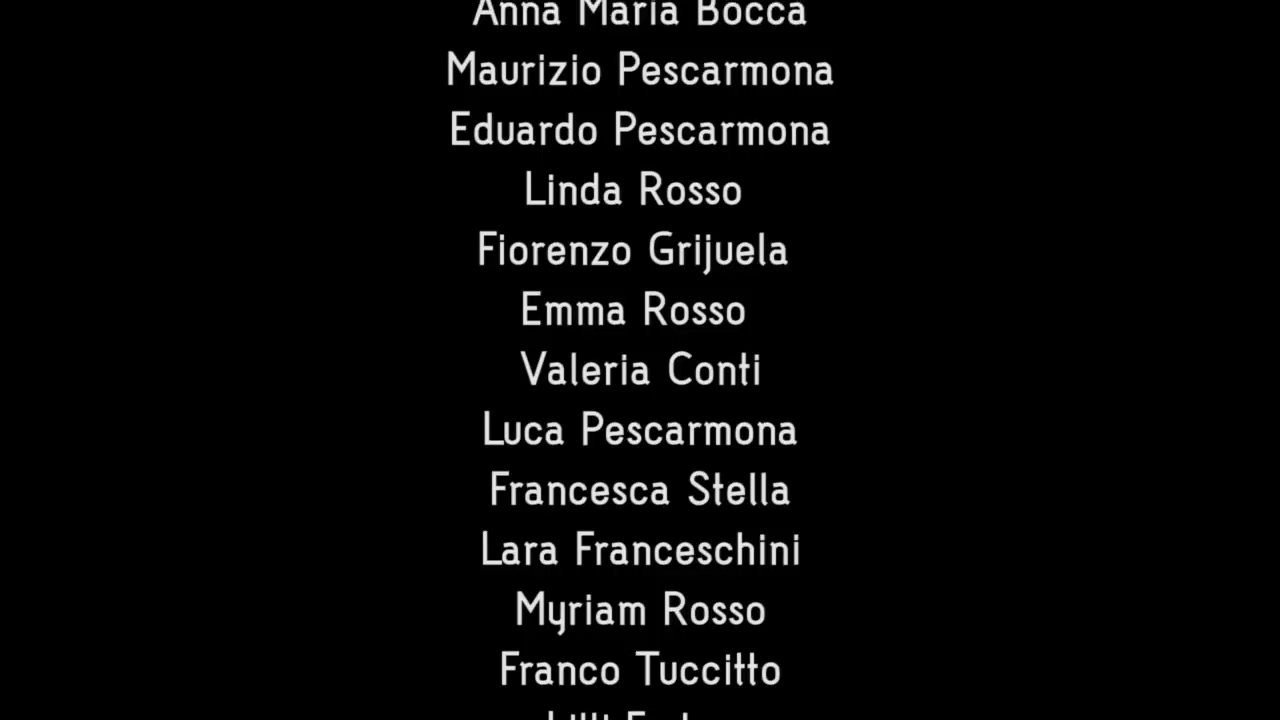 Anna Maria Bocca
Maurizio Pescarmona
Eduardo Pescarmona
Linda Rosso
Fiorenzo Grijuela
Emma Rosso
Valeria Conti
Luca Pescarmona
Francesca Stella
Lara Franceschini
Myriam Rosso
Franco Tuccitto